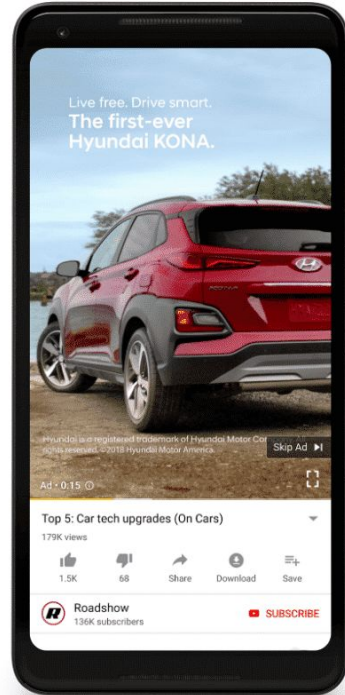 Live free. Drive smart.
The first-ever
Hyundai KONA.
Hyundai is a registered trademark of Hyundai Motor Company. All
rights reserved. ©2018 Hyundai Motor America.
Skip Ad
Ad • 0:15
Top 5: Car tech upgrades (On Cars)
179K views
1.5K
68
Share
Download
Save
Roadshow
136K subscribers
SUBSCRIBE